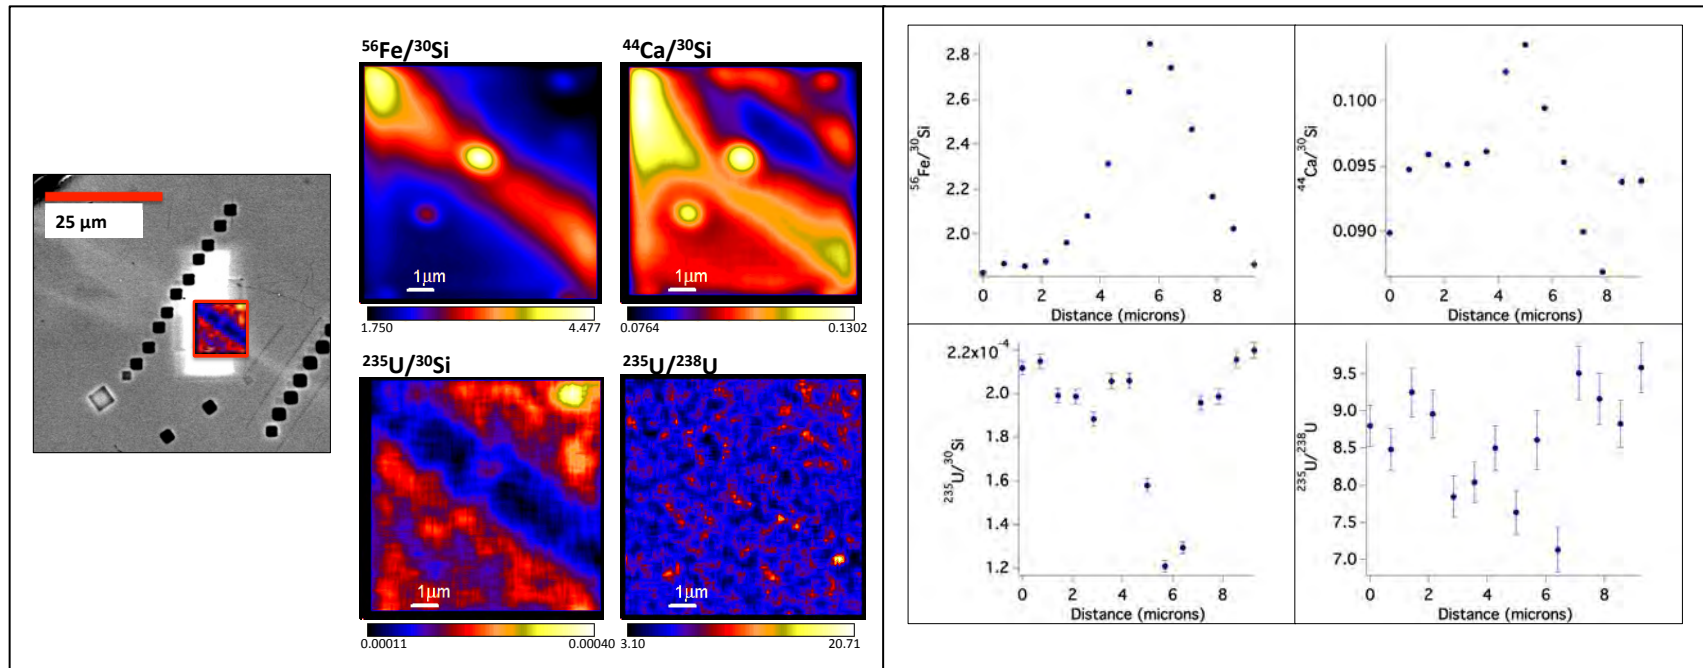 25 µm
⁵⁶Fe/³⁰Si
1µm
1.750 4.477
⁴⁴Ca/³⁰Si
1µm
0.0764 0.1302
²³⁵U/³⁰Si
1µm
0.00011 0.00040
²³⁵U/²³⁸U
1µm
3.10 20.71
⁵⁶Fe/³⁰Si
2.8
2.6
2.4
2.2
2.0
0 2 4 6 8
Distance (microns)
⁴⁴Ca/³⁰Si
0.100
0.095
0.090
0 2 4 6 8
Distance (microns)
²³⁵U/³⁰Si
2.2x10⁻⁴
2.0
1.8
1.6
1.4
1.2
0 2 4 6 8
Distance (microns)
²³⁵U/²³⁸U
9.5
9.0
8.5
8.0
7.5
7.0
0 2 4 6 8
Distance (microns)